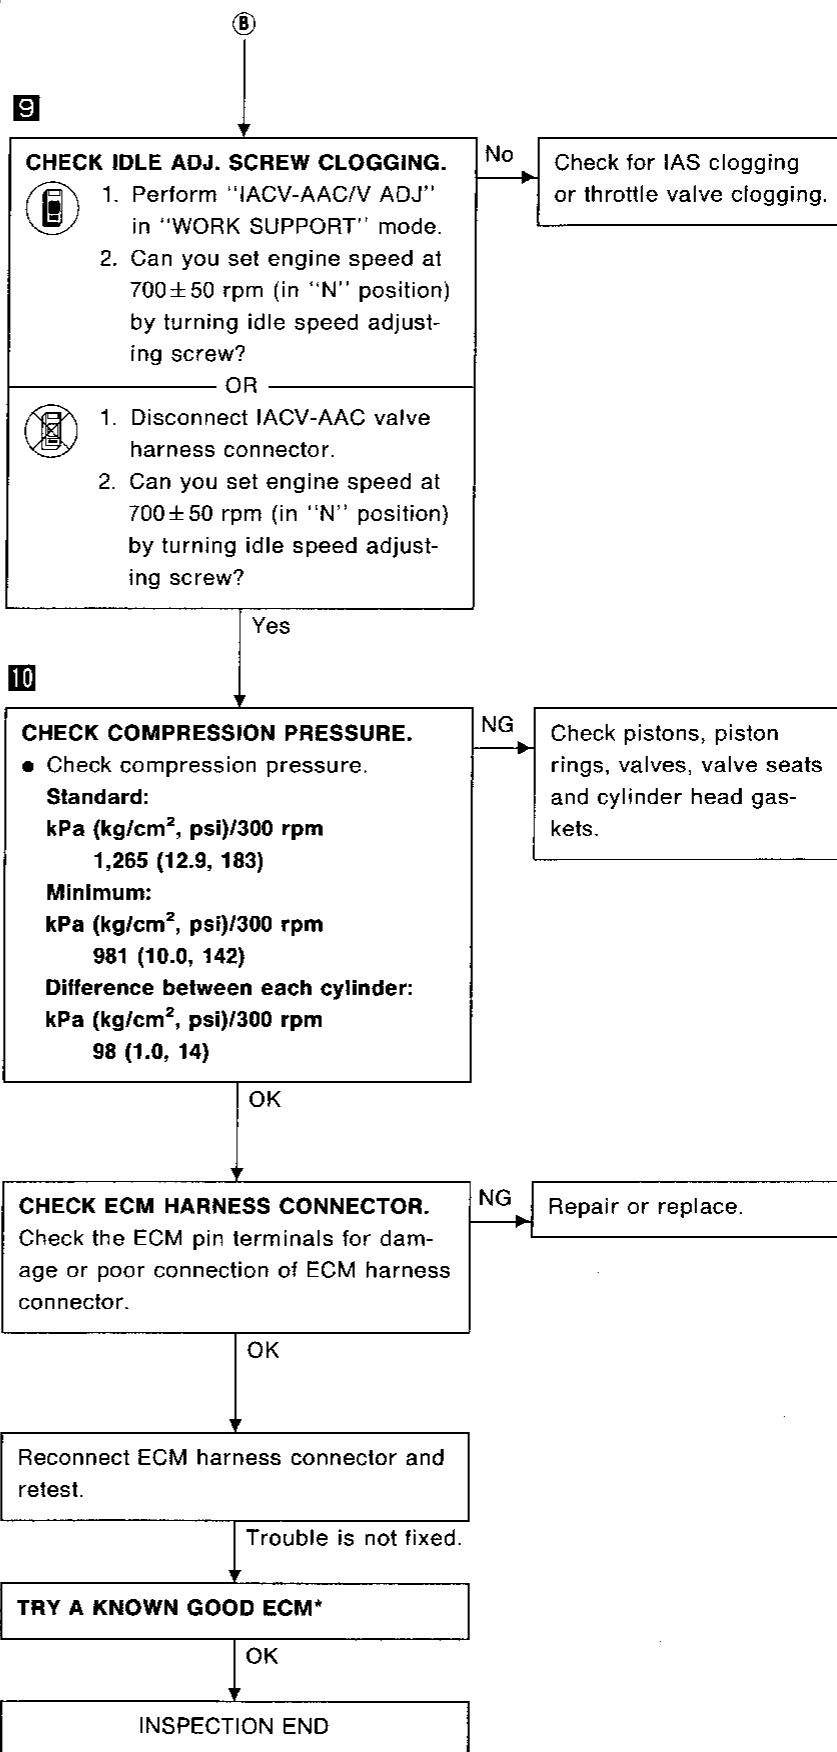 B
9
CHECK IDLE ADJ. SCREW CLOGGING.
1. Perform "IACV-AAC/V ADJ"
in "WORK SUPPORT" mode.
2. Can you set engine speed at
700±50 rpm (in "N" position)
by turning idle speed adjust-
ing screw?
No
Check for IAS clogging
or throttle valve clogging.
OR
1. Disconnect IACV-AAC valve
harness connector.
2. Can you set engine speed at
700±50 rpm (in "N" position)
by turning idle speed adjust-
ing screw?
Yes
10
CHECK COMPRESSION PRESSURE.
● Check compression pressure.
Standard:
kPa (kg/cm², psi)/300 rpm
1,265 (12.9, 183)
Minimum:
kPa (kg/cm², psi)/300 rpm
981 (10.0, 142)
Difference between each cylinder:
kPa (kg/cm², psi)/300 rpm
98 (1.0, 14)
NG
Check pistons, piston
rings, valves, valve seats
and cylinder head gas-
kets.
OK
CHECK ECM HARNESS CONNECTOR.
Check the ECM pin terminals for dam-
age or poor connection of ECM harness
connector.
NG
Repair or replace.
OK
Reconnect ECM harness connector and
retest.
Trouble is not fixed.
TRY A KNOWN GOOD ECM*
OK
INSPECTION END